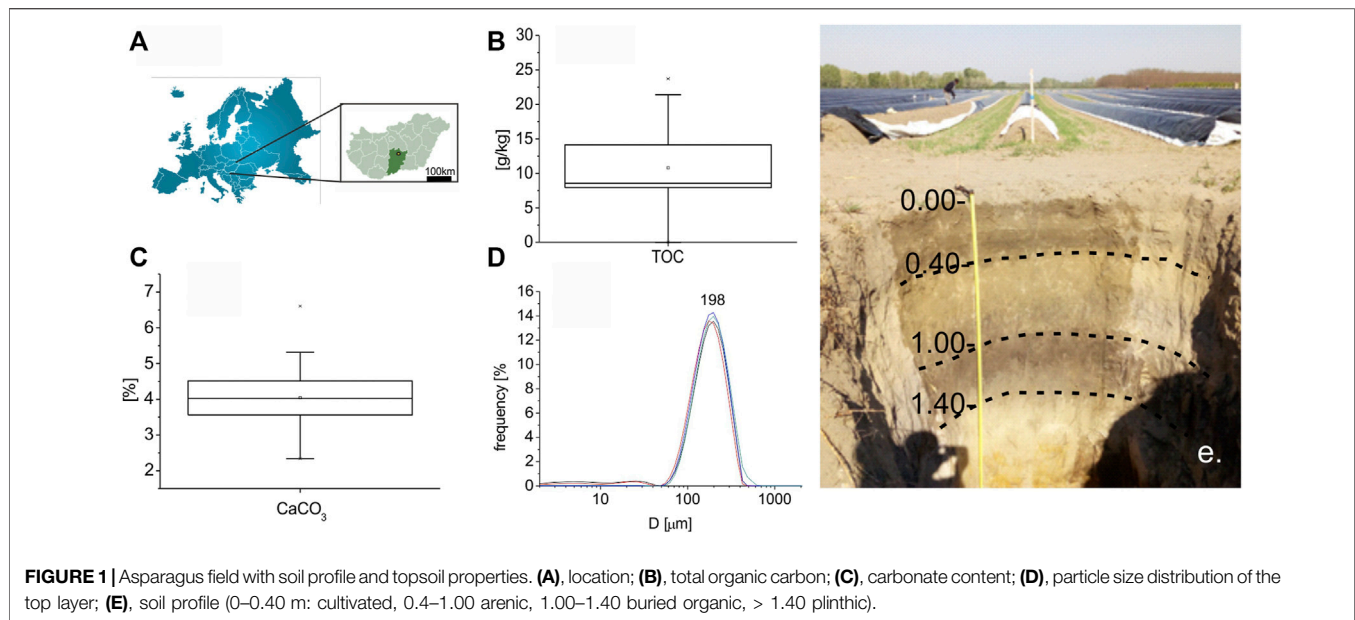 A
100km
B
30
25
20
15
10
5
0
[g/kg]
TOC
C
7
6
5
4
3
2
[%]
CaCO₃
D
16
14
12
10
8
6
4
2
0
frequency [%
198
10
100
1000
D [µm]
0.00-
0.40-
1.00-
1.40-
e.
FIGURE 1 | Asparagus field with soil profile and topsoil properties. (A), location; (B), total organic carbon; (C), carbonate content; (D), particle size distribution of the
top layer; (E), soil profile (0–0.40 m: cultivated, 0.4–1.00 arenic, 1.00–1.40 buried organic, > 1.40 plinthic).